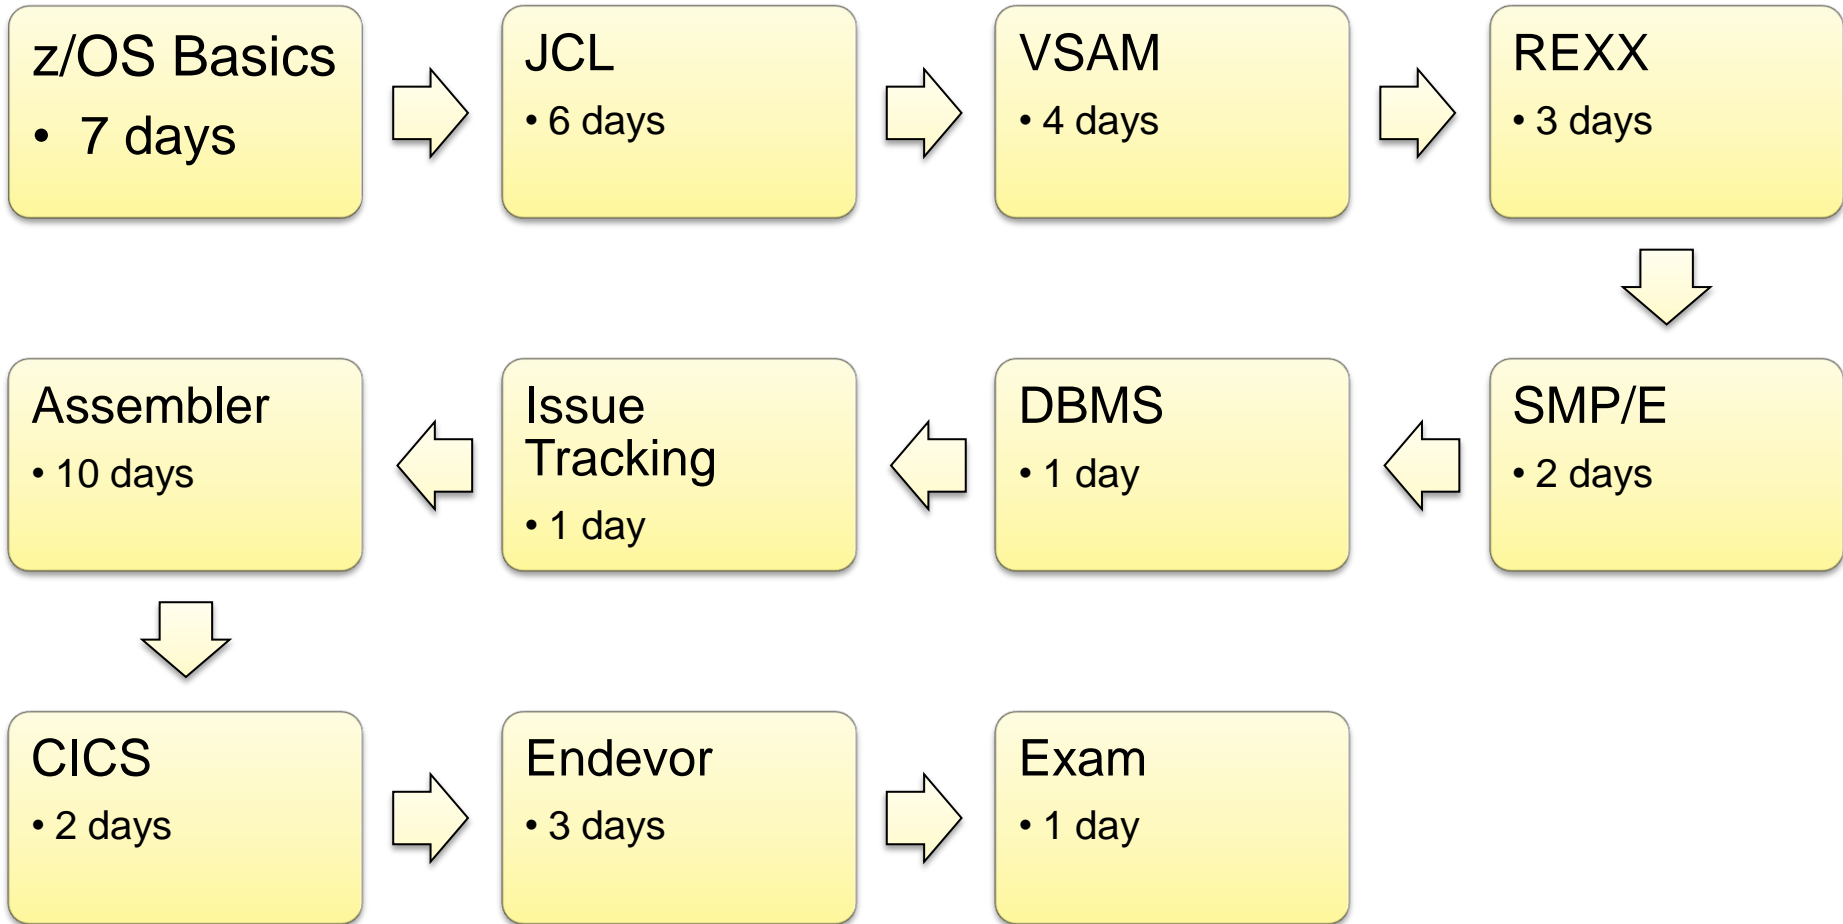 z/OS Basics
• 7 days
JCL
• 6 days
VSAM
• 4 days
REXX
• 3 days
SMP/E
• 2 days
DBMS
• 1 day
Issue
Tracking
• 1 day
Assembler
• 10 days
CICS
• 2 days
Endevor
• 3 days
Exam
• 1 day